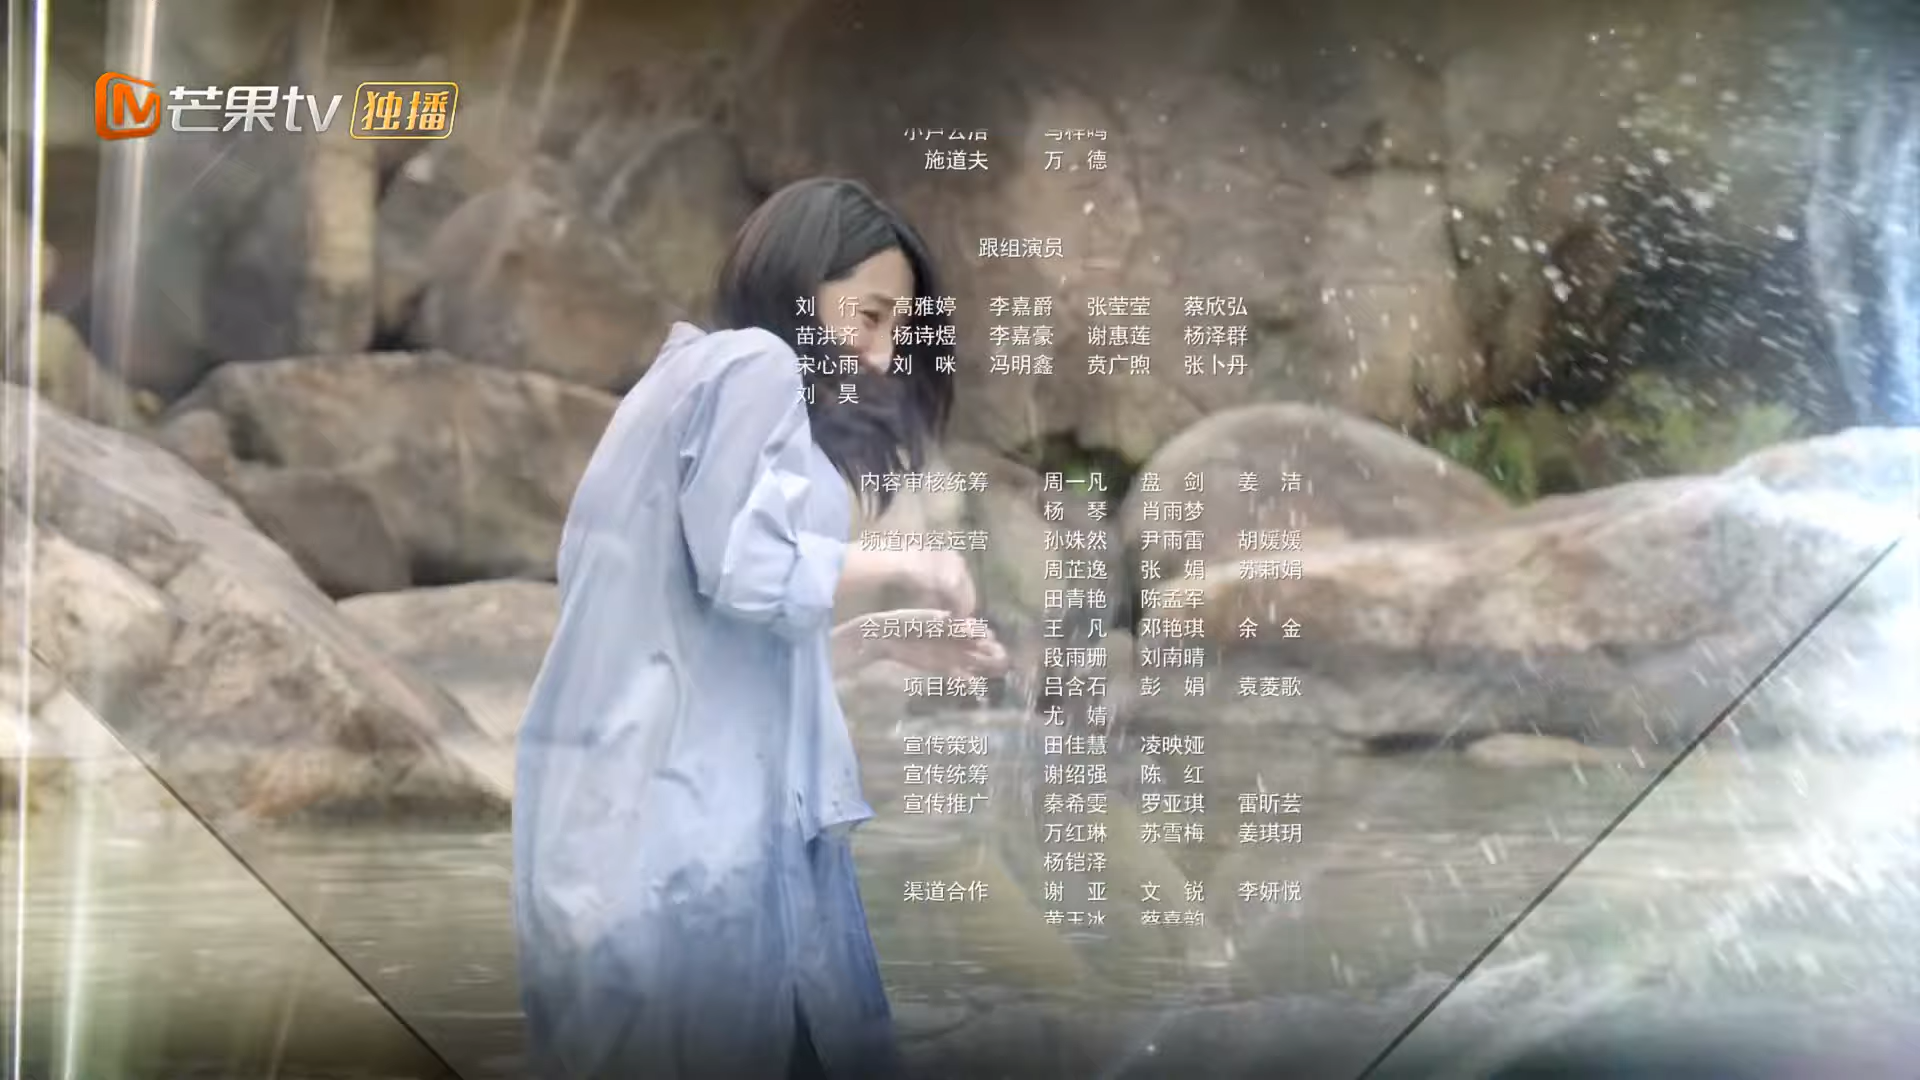 芒果tv 独播
施道夫 万 德
跟组演员
刘 行 高雅婷 李嘉爵 张莹莹 蔡欣弘
苗洪齐 杨诗煜 李嘉豪 谢惠莲 杨泽群
宋心雨 刘 咪 冯明鑫 贲广煦 张卜丹
刘 昊
内容审核统筹 周一凡 盘 剑 姜 洁
杨 琴 肖雨梦
频道内容运营 孙姝然 尹雨雷 胡媛媛
周芷逸 张 娟 苏莉娟
田青艳 陈孟军
会员内容运营 王 凡 邓艳琪 余 金
段雨珊 刘南晴
项目统筹 吕含石 彭 娟 袁菱歌
尤 婧
宣传策划 田佳慧 凌映娅
宣传统筹 谢绍强 陈 红
宣传推广 秦希雯 罗亚琪 雷昕芸
万红琳 苏雪梅 姜琪玥
杨铠泽
渠道合作 谢 亚 文 锐 李妍悦